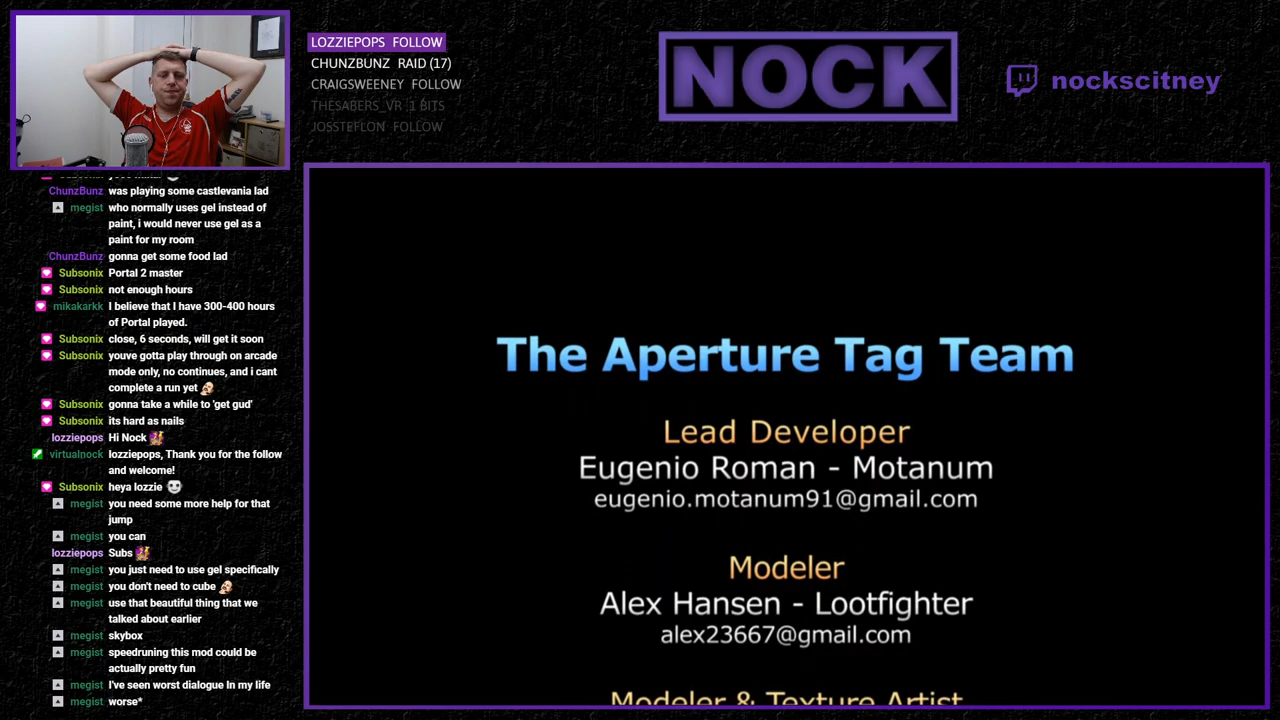 LOZZIEPOPS FOLLOW
CHUNZBUNZ RAID (17)
CRAIGSWEENEY FOLLOW
THESABERS_VR 1 BITS
JOSSTEFLON FOLLOW
NOCK
nockscitney
ChunzBunz was playing some castlevania lad
megist who normally uses gel instead of
paint, i would never use gel as a
paint for my room
ChunzBunz gonna get some food lad
Subsonix Portal 2 master
Subsonix not enough hours
mikakarkk I believe that I have 300-400 hours
of Portal played.
Subsonix close, 6 seconds, will get it soon
Subsonix youve gotta play through on arcade
mode only, no continues, and i cant
complete a run yet
Subsonix gonna take a while to 'get gud'
Subsonix its hard as nails
lozziepops Hi Nock
virtualnock lozziepops, Thank you for the follow
and welcome!
Subsonix heya lozzie
megist you need some more help for that
jump
megist you can
lozziepops Subs
megist you just need to use gel specifically
megist you don't need to cube
megist use that beautiful thing that we
talked about earlier
megist skybox
megist speedrunning this mod could be
actually pretty fun
megist I've seen worst dialogue In my life
megist worse*
The Aperture Tag Team
Lead Developer
Eugenio Roman - Motanum
eugenio.motanum91@gmail.com
Modeler
Alex Hansen - Lootfighter
alex23667@gmail.com
Modeler & Texture Artist